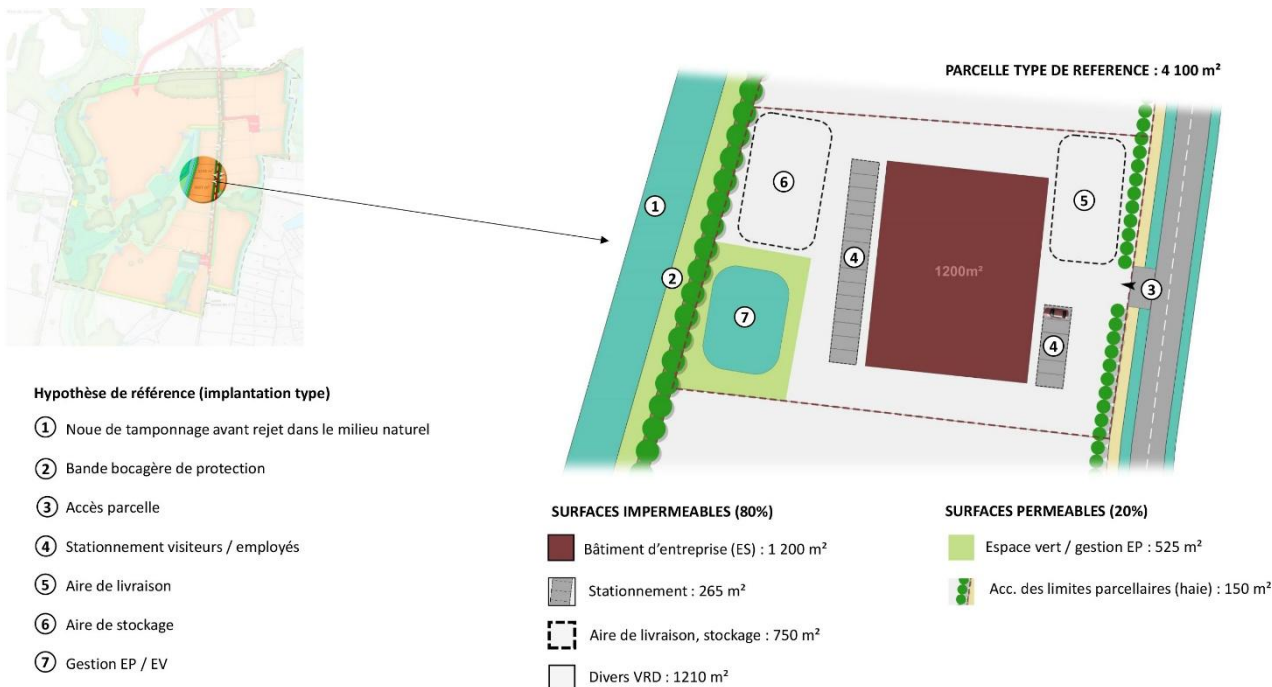 PARCELLE TYPE DE REFERENCE : 4 100 m²
1
6
5
4
1200m²
3
2
7
4
Hypothèse de référence (implantation type)
1 Noue de tamponnage avant rejet dans le milieu naturel
2 Bande bocagère de protection
3 Accès parcelle
4 Stationnement visiteurs / employés
5 Aire de livraison
6 Aire de stockage
7 Gestion EP / EV
SURFACES IMPERMEABLES (80%)
Bâtiment d'entreprise (ES) : 1 200 m²
Stationnement : 265 m²
Aire de livraison, stockage : 750 m²
Divers VRD : 1210 m²
SURFACES PERMEABLES (20%)
Espace vert / gestion EP : 525 m²
Acc. des limites parcellaires (haie) : 150 m²